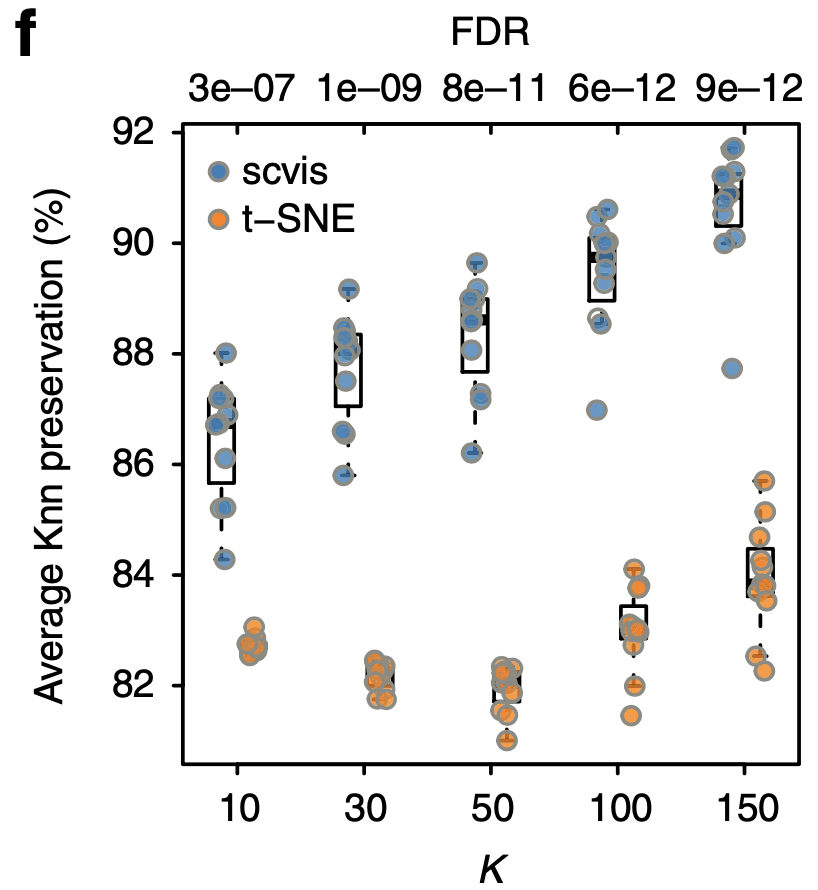 f
FDR
3e–07 1e–09 8e–11 6e–12 9e–12
92
scvis
t–SNE
90
88
86
84
82
Average Knn preservation (%)
10 30 50 100 150
K